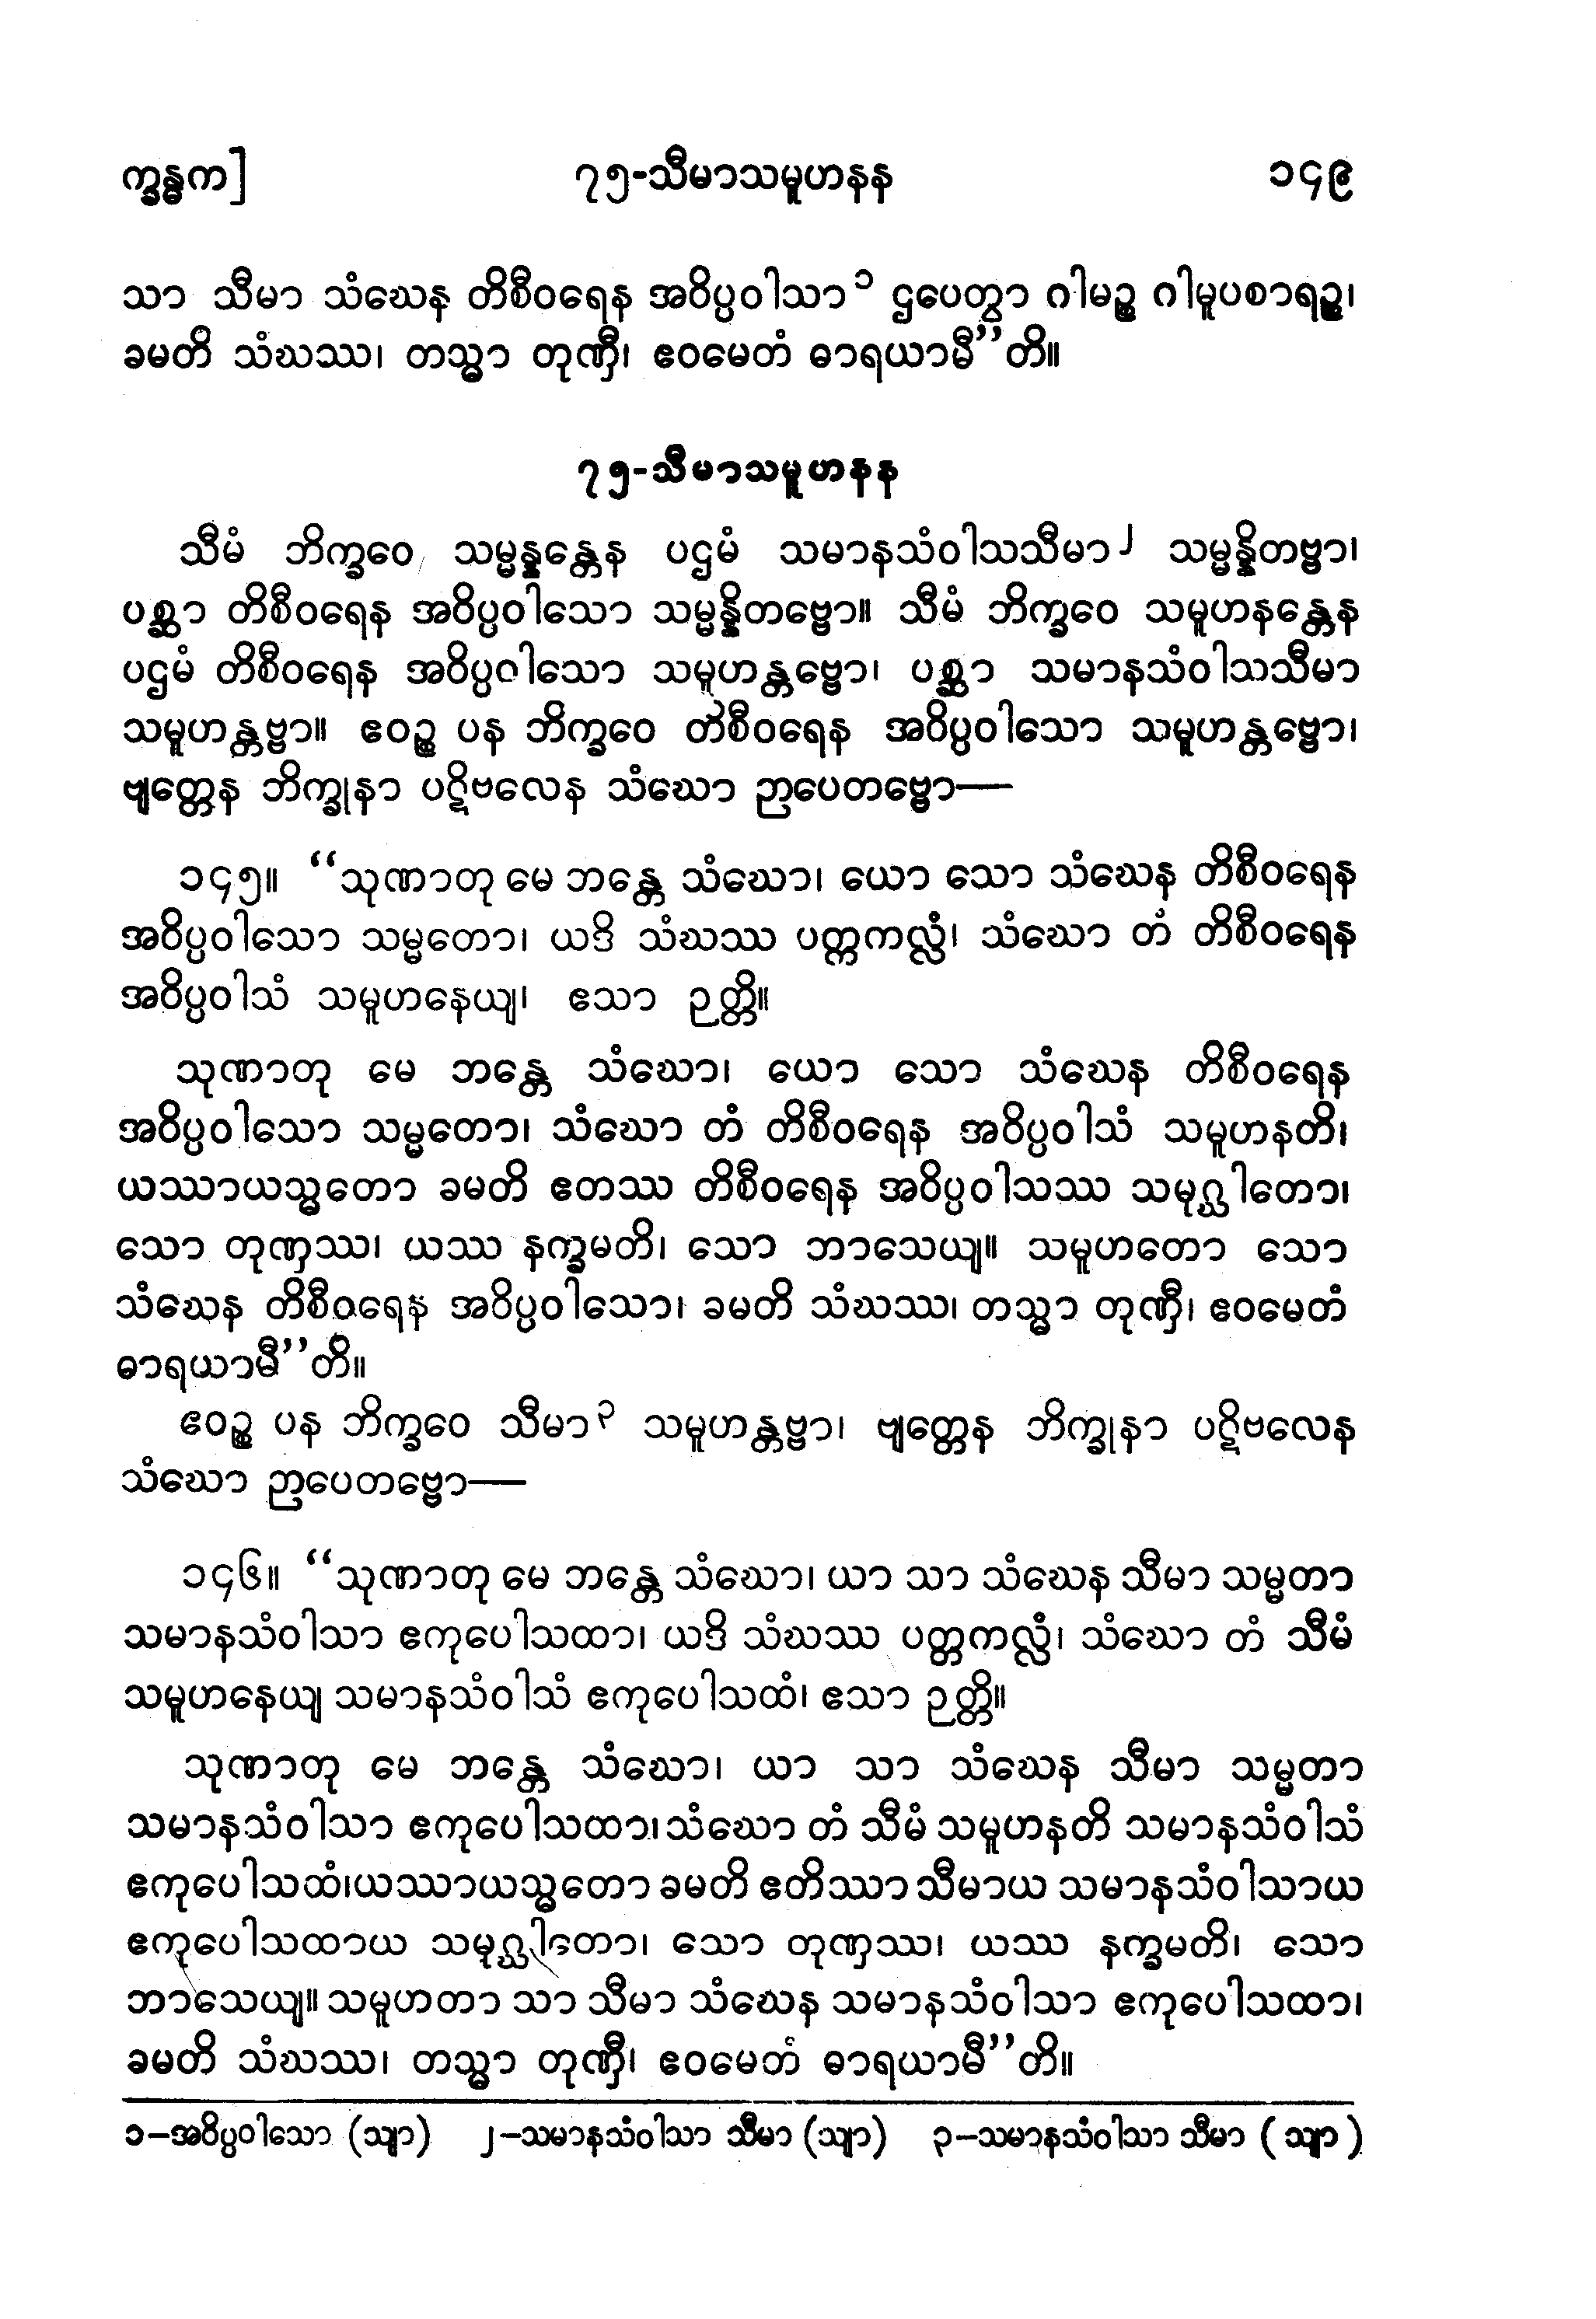 က္ခန္ဓက] ၇၅-သီမာသမူဟနန ၁၄၉
သာ သီမာ သံဃေန တိစီဝရေန အဝိပ္ပဝါသာ၁ ဌပေတွာ ဂါမဉ္စ ဂါမူပစာရဉ္စ၊
ခမတိ သံဃဿ၊ တသ္မာ တုဏှီ၊ ဧဝမေတံ ဓာရယာမီ’’တိ။
၇၅-သီမာသမူဟနန
သီမံ ဘိက္ခဝေ သမ္မန္နန္တေန ပဌမံ သမာနသံဝါသသီမာ၂ သမ္မန္နိတဗ္ဗာ၊
ပစ္ဆာ တိစီဝရေန အဝိပ္ပဝါသော သမ္မန္နိတဗ္ဗော။ သီမံ ဘိက္ခဝေ သမူဟနန္တေန
ပဌမံ တိစီဝရေန အဝိပ္ပဝါသော သမူဟန္တဗ္ဗော၊ ပစ္ဆာ သမာနသံဝါသသီမာ
သမူဟန္တဗ္ဗာ။ ဧဝဉ္စ ပန ဘိက္ခဝေ တိစီဝရေန အဝိပ္ပဝါသော သမူဟန္တဗ္ဗော၊
ဗျတ္တေန ဘိက္ခုနာ ပဋိဗလေန သံဃော ဉာပေတဗ္ဗော—
၁၄၅။ ‘‘သုဏာတု မေ ဘန္တေ သံဃော၊ ယော သော သံဃေန တိစီဝရေန
အဝိပ္ပဝါသော သမ္မတော၊ ယဒိ သံဃဿ ပတ္တကလ္လံ၊ သံဃော တံ တိစီဝရေန
အဝိပ္ပဝါသံ သမူဟနေယျ၊ ဧသာ ဉတ္တိ။
သုဏာတု မေ ဘန္တေ သံဃော၊ ယော သော သံဃေန တိစီဝရေန
အဝိပ္ပဝါသော သမ္မတော၊ သံဃော တံ တိစီဝရေန အဝိပ္ပဝါသံ သမူဟနတိ၊
ယဿာယသ္မတော ခမတိ ဧတဿ တိစီဝရေန အဝိပ္ပဝါသဿ သမုဂ္ဃါတော၊
သော တုဏှဿ၊ ယဿ နက္ခမတိ၊ သော ဘာသေယျ။ သမူဟတော သော
သံဃေန တိစီဝရေန အဝိပ္ပဝါသော၊ ခမတိ သံဃဿ၊ တသ္မာ တုဏှီ၊ ဧဝမေတံ
ဓာရယာမီ’’တိ။
ဧဝဉ္စ ပန ဘိက္ခဝေ သီမာ၃ သမူဟန္တဗ္ဗာ၊ ဗျတ္တေန ဘိက္ခုနာ ပဋိဗလေန
သံဃော ဉာပေတဗ္ဗော—
၁၄၆။ ‘‘သုဏာတု မေ ဘန္တေ သံဃော၊ ယာ သာ သံဃေန သီမာ သမ္မတာ
သမာနသံဝါသာ ဧကုပေါသထာ၊ ယဒိ သံဃဿ ပတ္တကလ္လံ၊ သံဃော တံ သီမံ
သမူဟနေယျ သမာနသံဝါသံ ဧကုပေါသထံ၊ ဧသာ ဉတ္တိ။
သုဏာတု မေ ဘန္တေ သံဃော၊ ယာ သာ သံဃေန သီမာ သမ္မတာ
သမာနသံဝါသာ ဧကုပေါသထာ၊ သံဃော တံ သီမံ သမူဟနတိ သမာနသံဝါသံ
ဧကုပေါသထံ၊ယဿာယသ္မတော ခမတိ ဧတိဿာ သီမာယ သမာနသံဝါသာယ
ဧကုပေါသထာယ သမုဂ္ဃါတော၊ သော တုဏှဿ၊ ယဿ နက္ခမတိ၊ သော
ဘာသေယျ။ သမူဟတာ သာ သီမာ သံဃေန သမာနသံဝါသာ ဧကုပေါသထာ၊
ခမတိ သံဃဿ၊ တသ္မာ တုဏှီ၊ ဧဝမေတံ ဓာရယာမီ’’တိ။
၁–အဝိပ္ပဝါသော (သျာ) ၂–သမာနသံဝါသာ သီမာ (သျာ) ၃–သမာနသံဝါသာ သီမာ (သျာ)